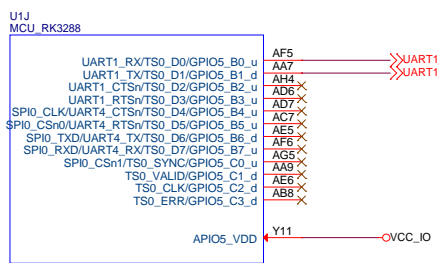 U1J
MCU_RK3288
UART1_RX/TS0_D0/GPIO5_B0_u AF5 UART1
UART1_TX/TS0_D1/GPIO5_B1_d AA7 UART1
UART1_CTSn/TS0_D2/GPIO5_B2_u AH4
UART1_RTSn/TS0_D3/GPIO5_B3_u AD6
SPI0_CLK/UART4_CTSn/TS0_D4/GPIO5_B4_u AD7
SPI0_CSn0/UART4_RTSn/TS0_D5/GPIO5_B5_u AC7
SPI0_TXD/UART4_TX/TS0_D6/GPIO5_B6_d AE5
SPI0_RXD/UART4_RX/TS0_D7/GPIO5_B7_u AF6
SPI0_CSn1/TS0_SYNC/GPIO5_C0_u AG5
TS0_VALID/GPIO5_C1_d AA9
TS0_CLK/GPIO5_C2_d AE6
TS0_ERR/GPIO5_C3_d AB8
APIO5_VDD Y11 VCC_IO